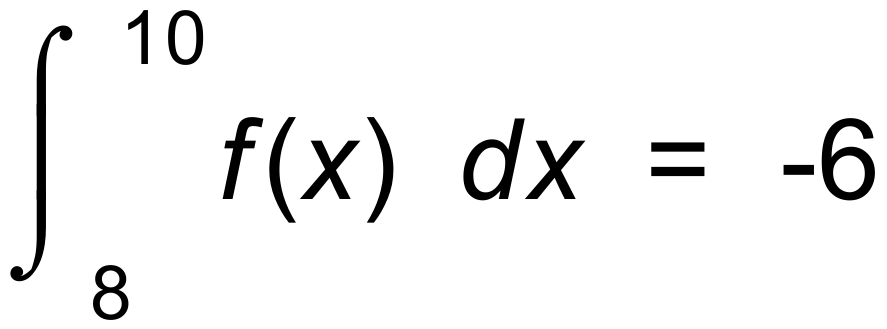 ∫₈¹⁰ f(x) dx = -6